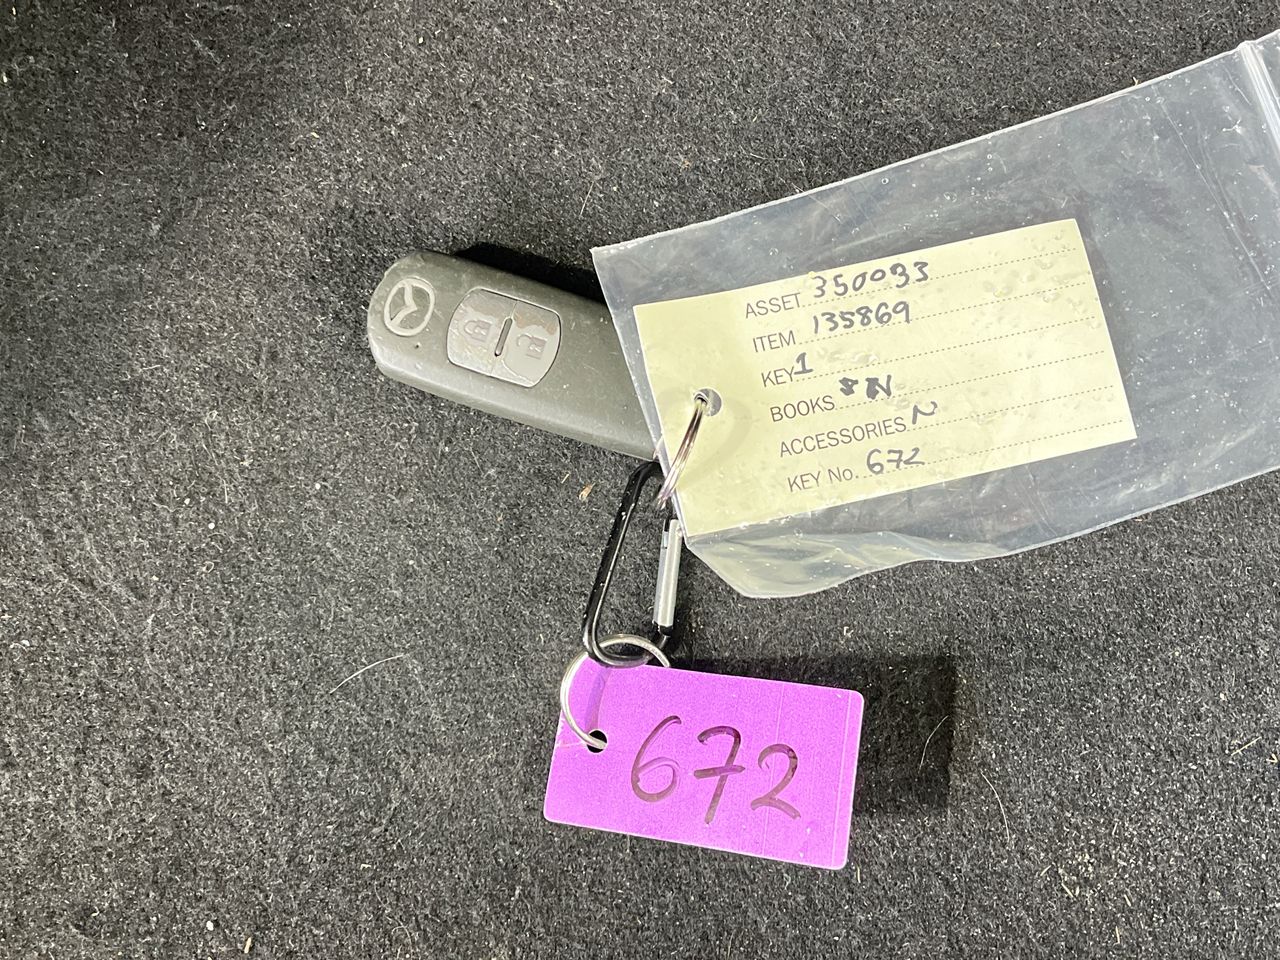 ASSET 350093
ITEM 135869
KEY 1
BOOKS N
ACCESSORIES N
KEY No. 672
672